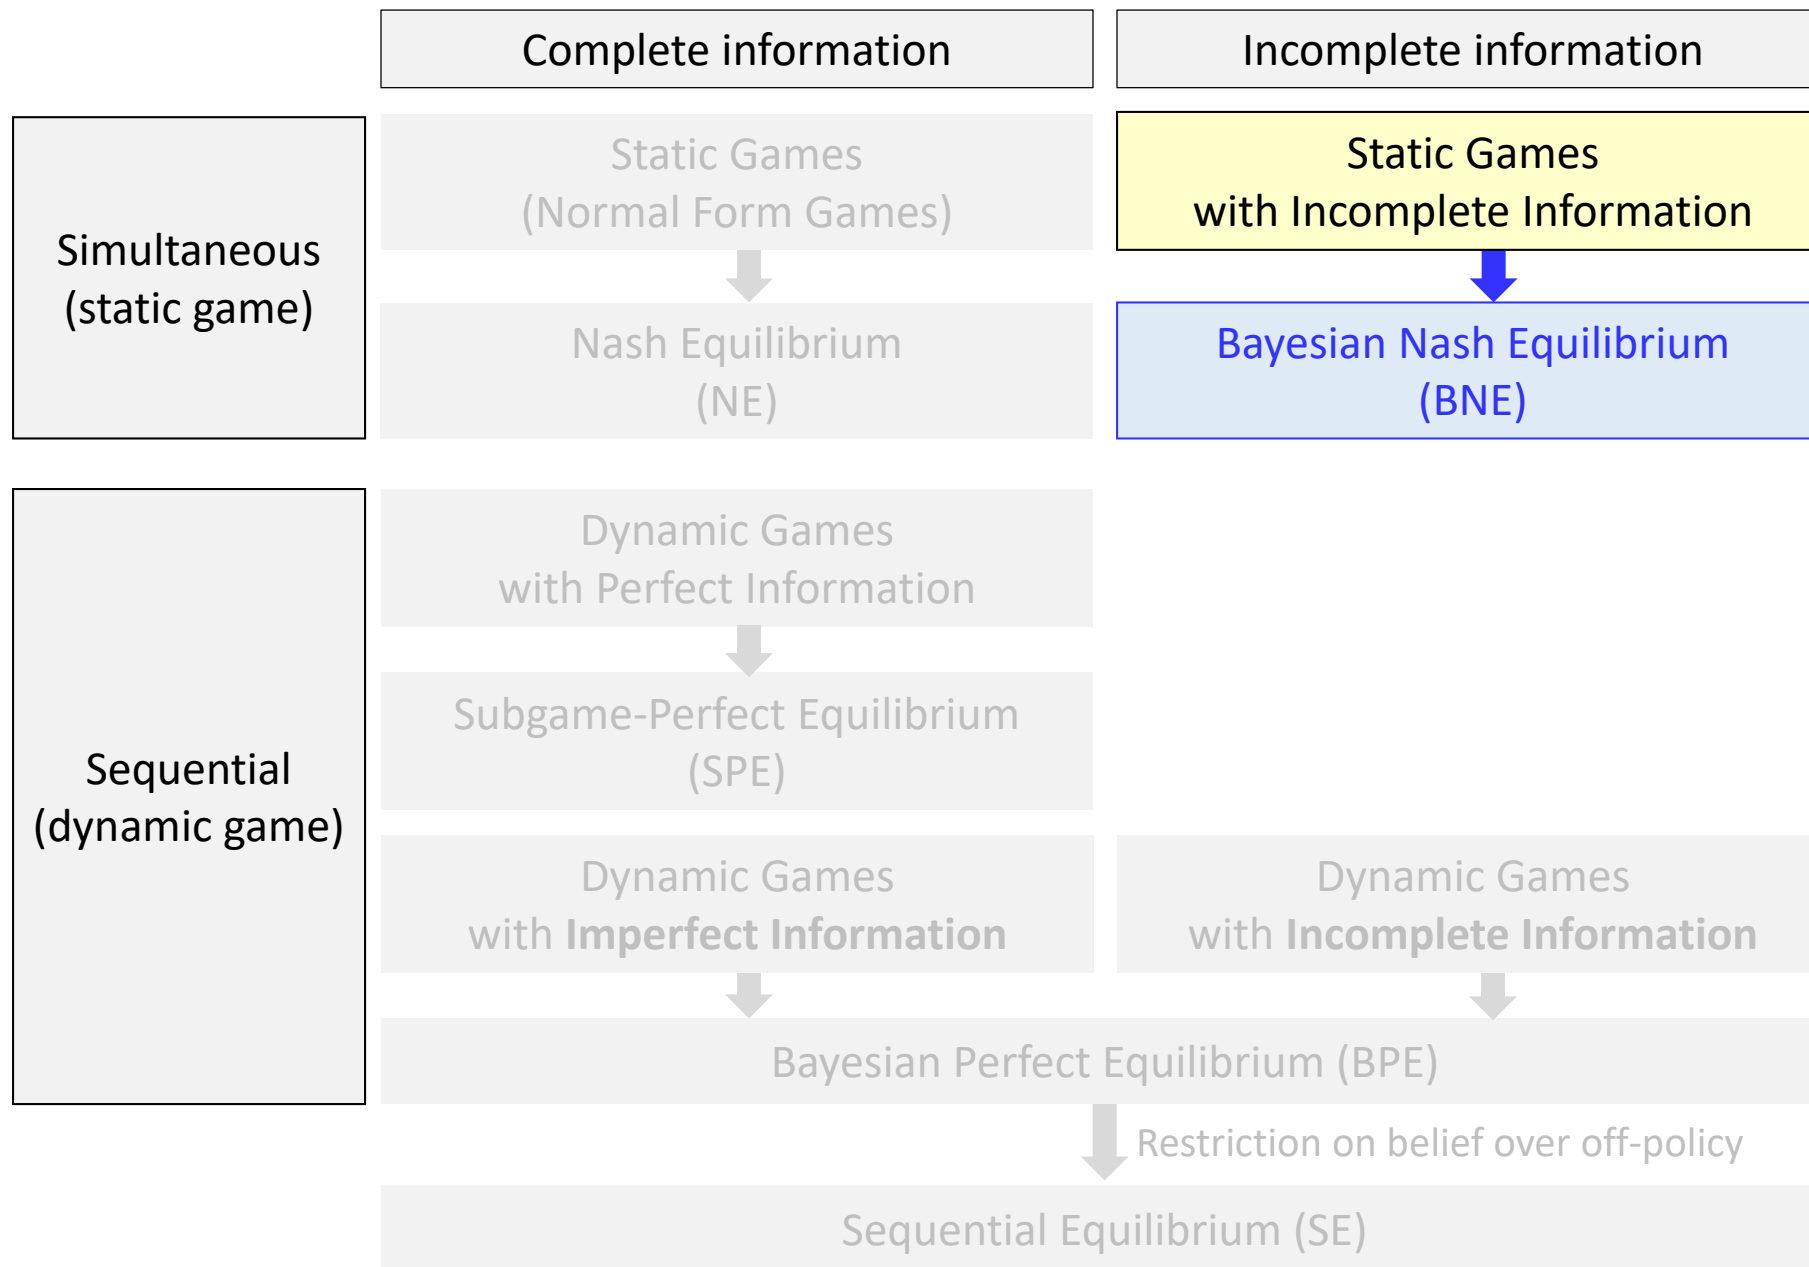 Complete information
Incomplete information
Simultaneous
(static game)
Static Games
(Normal Form Games)
Nash Equilibrium
(NE)
Static Games
with Incomplete Information
Bayesian Nash Equilibrium
(BNE)
Sequential
(dynamic game)
Dynamic Games
with Perfect Information
Subgame-Perfect Equilibrium
(SPE)
Dynamic Games
with Imperfect Information
Dynamic Games
with Incomplete Information
Bayesian Perfect Equilibrium (BPE)
Restriction on belief over off-policy
Sequential Equilibrium (SE)